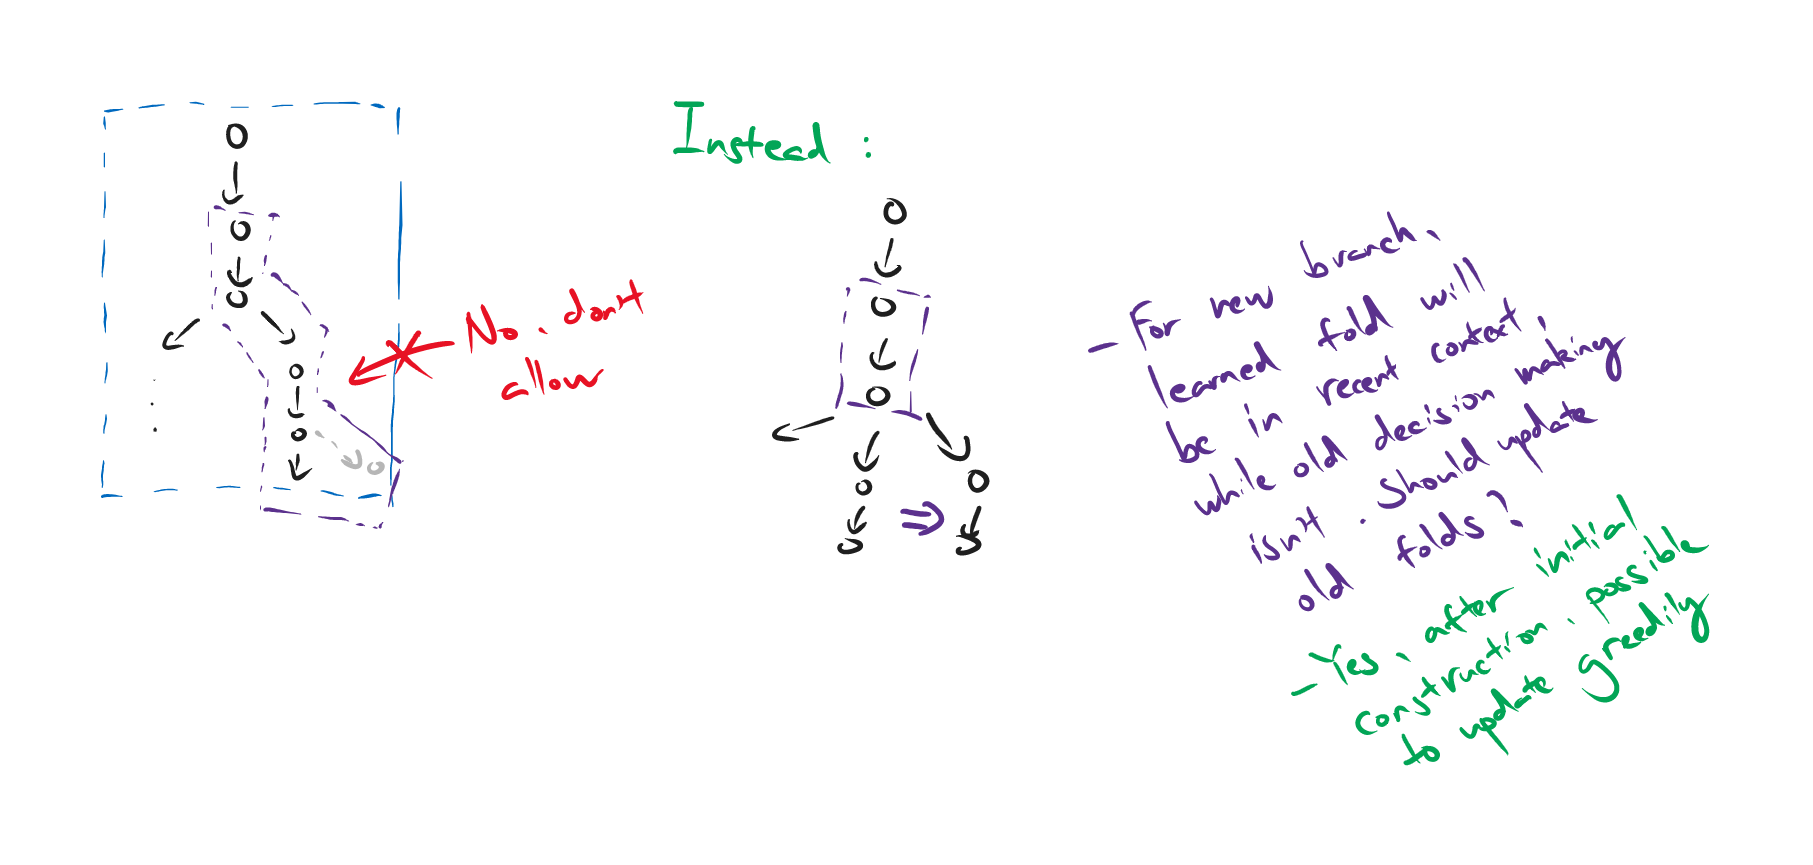 No, don't
allow
Instead :
- For new branch,
learned fold will
be in recent context,
while old decision making
isn't. Should update
old folds?
- Yes, after initial
construction, possible
to update greedily